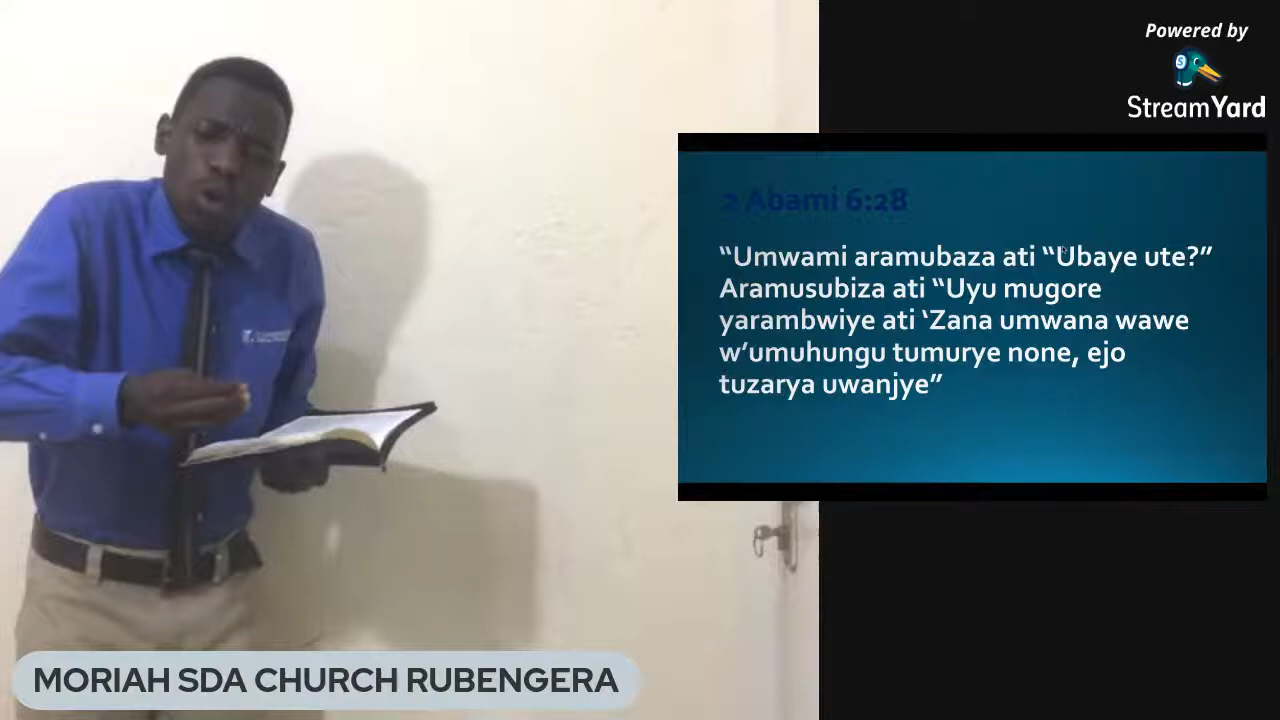 Powered by
StreamYard
2 Abami 6:28
“Umwami aramubaza ati “Ubaye ute?”
Aramusubiza ati “Uyu mugore
yarambwiye ati ‘Zana umwana wawe
w’umuhungu tumurye none, ejo
tuzarya uwanjye”
MORIAH SDA CHURCH RUBENGERA